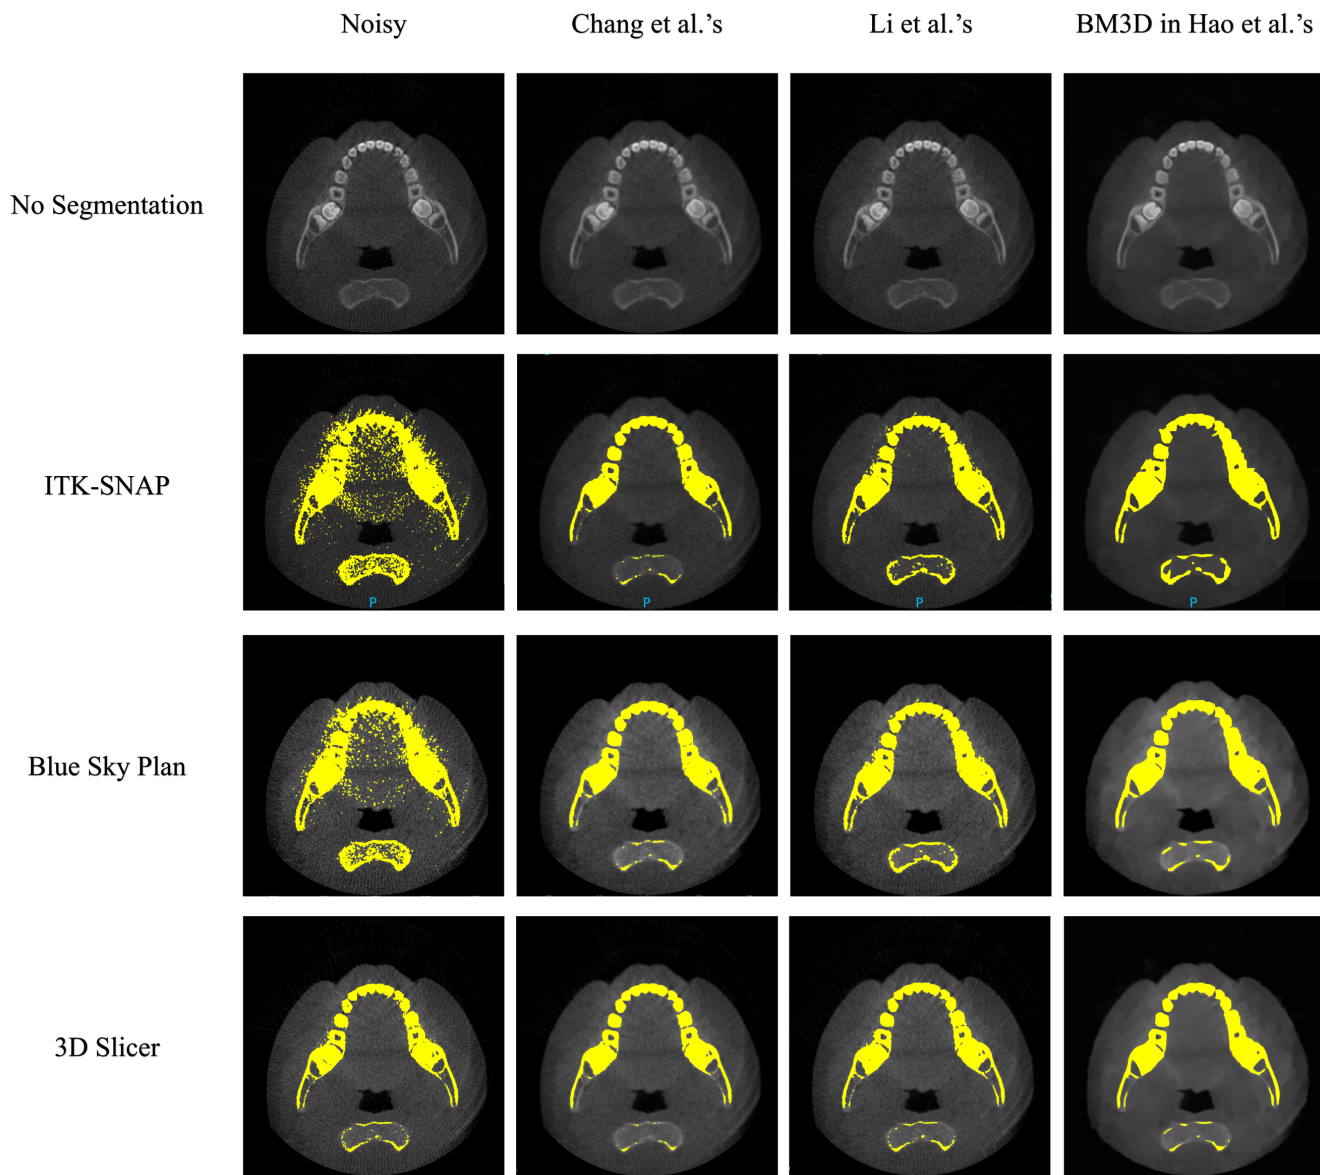 Noisy Chang et al.’s Li et al.’s BM3D in Hao et al.’s
No Segmentation
ITK-SNAP
P P P P
Blue Sky Plan
3D Slicer